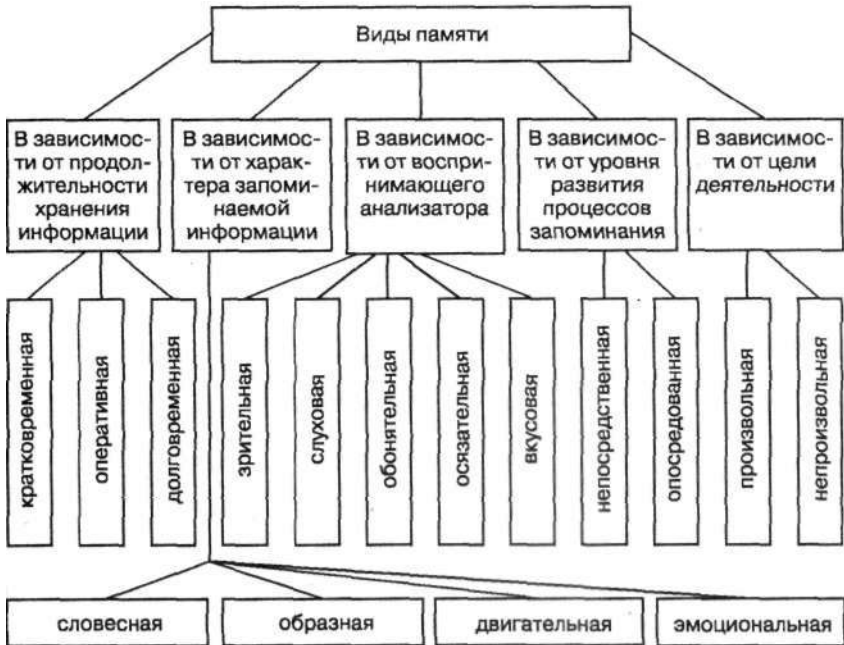 Виды памяти
В зависимос-
ти от продол-
жительности
хранения
информации
В зависимос-
ти от харак-
тера запоми-
наемой
информации
В зависимос-
ти от воспри-
нимающего
анализатора
В зависимос-
ти от уровня
развития
процессов
запоминания
В зависимос-
ти от цели
деятельности
кратковременная
оперативная
долговременная
зрительная
слуховая
обонятельная
осязательная
вкусовая
непосредственная
опосредованная
произвольная
непроизвольная
словесная
образная
двигательная
эмоциональная